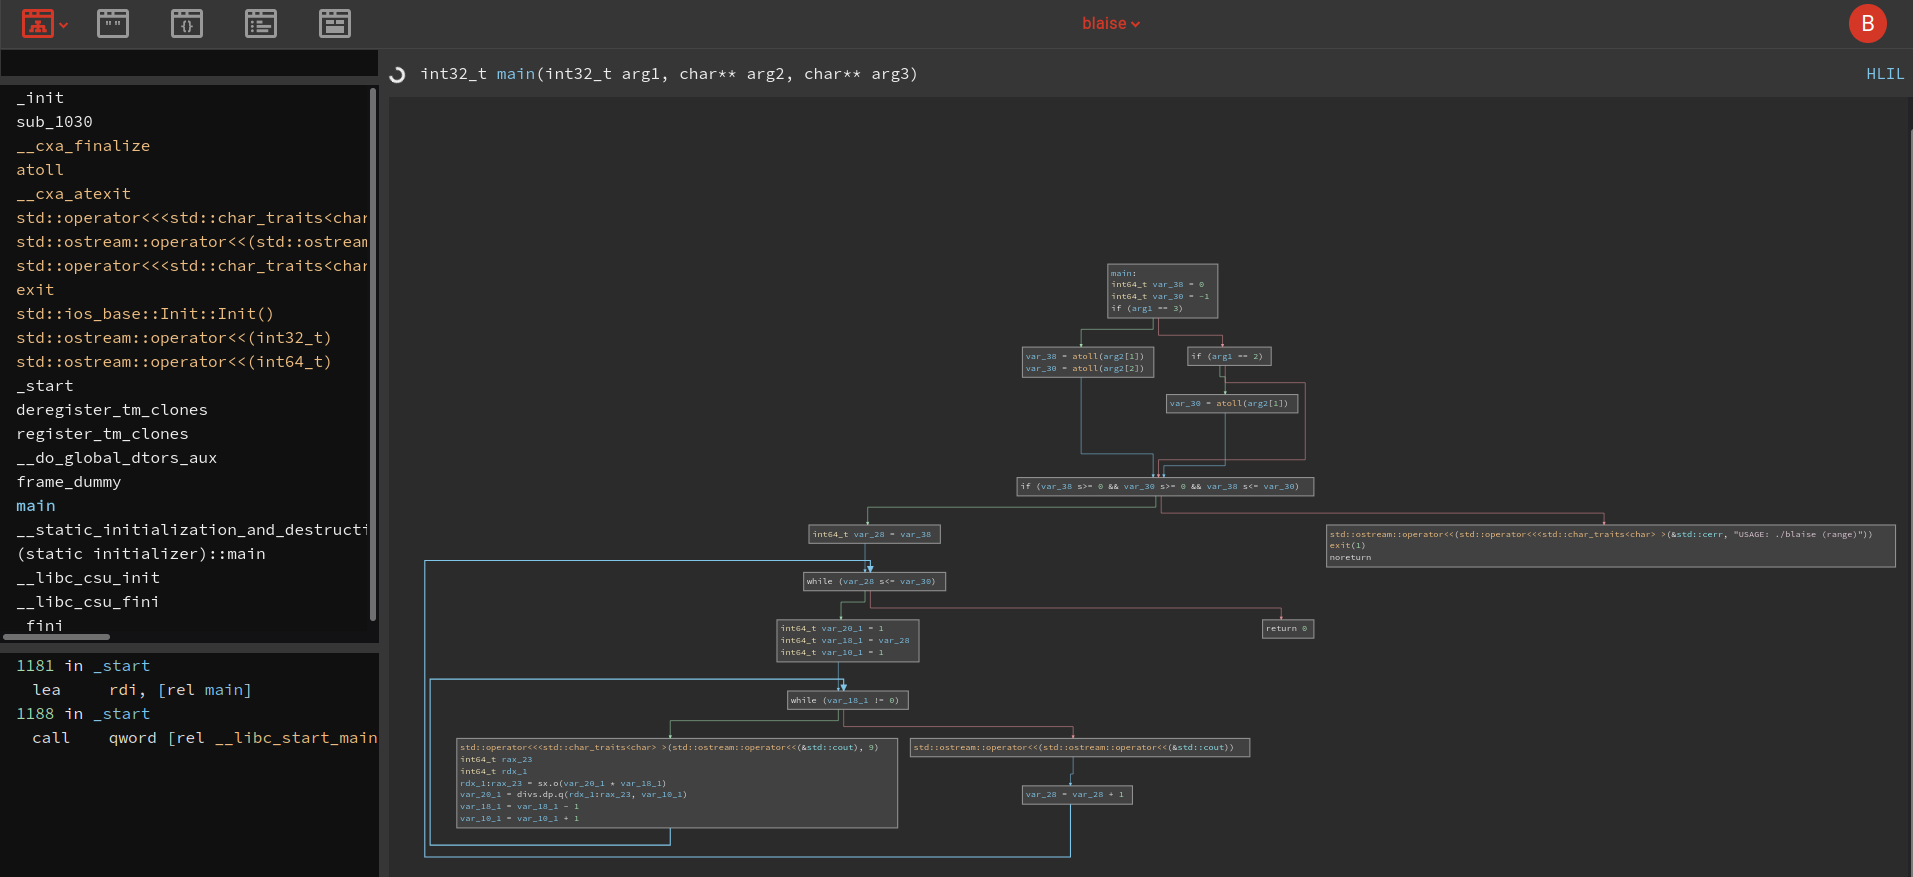 blaise
B
int32_t main(int32_t arg1, char** arg2, char** arg3)
HLIL
_init
sub_1030
__cxa_finalize
atoll
__cxa_atexit
std::operator<<<std::char_traits<char
std::ostream::operator<<(std::ostream
std::operator<<<std::char_traits<char
exit
std::ios_base::Init::Init()
std::ostream::operator<<(int32_t)
std::ostream::operator<<(int64_t)
_start
deregister_tm_clones
register_tm_clones
__do_global_dtors_aux
frame_dummy
main
__static_initialization_and_destructi
(static initializer)::main
__libc_csu_init
__libc_csu_fini
_fini
1181 in _start
lea rdi, [rel main]
1188 in _start
call qword [rel __libc_start_main
main:
int64_t var_38 = 0
int64_t var_30 = -1
if (arg1 == 3)
var_38 = atoll(arg2[1])
var_30 = atoll(arg2[2])
if (arg1 == 2)
var_30 = atoll(arg2[1])
if (var_38 s>= 0 && var_30 s>= 0 && var_38 s<= var_30)
int64_t var_28 = var_38
std::ostream::operator<<(std::operator<<<std::char_traits<char> >(&std::cerr, "USAGE: ./blaise (range)"))
exit(1)
noreturn
while (var_28 s<= var_30)
int64_t var_20_1 = 1
int64_t var_18_1 = var_28
int64_t var_10_1 = 1
return 0
while (var_18_1 != 0)
std::operator<<<std::char_traits<char> >(std::ostream::operator<<(&std::cout), 9)
int64_t rax_23
int64_t rdx_1
rdx_1:rax_23 = sx.o(var_20_1 * var_18_1)
var_20_1 = divs.dp.q(rdx_1:rax_23, var_10_1)
var_18_1 = var_18_1 - 1
var_10_1 = var_10_1 + 1
std::ostream::operator<<(std::ostream::operator<<(&std::cout))
var_28 = var_28 + 1